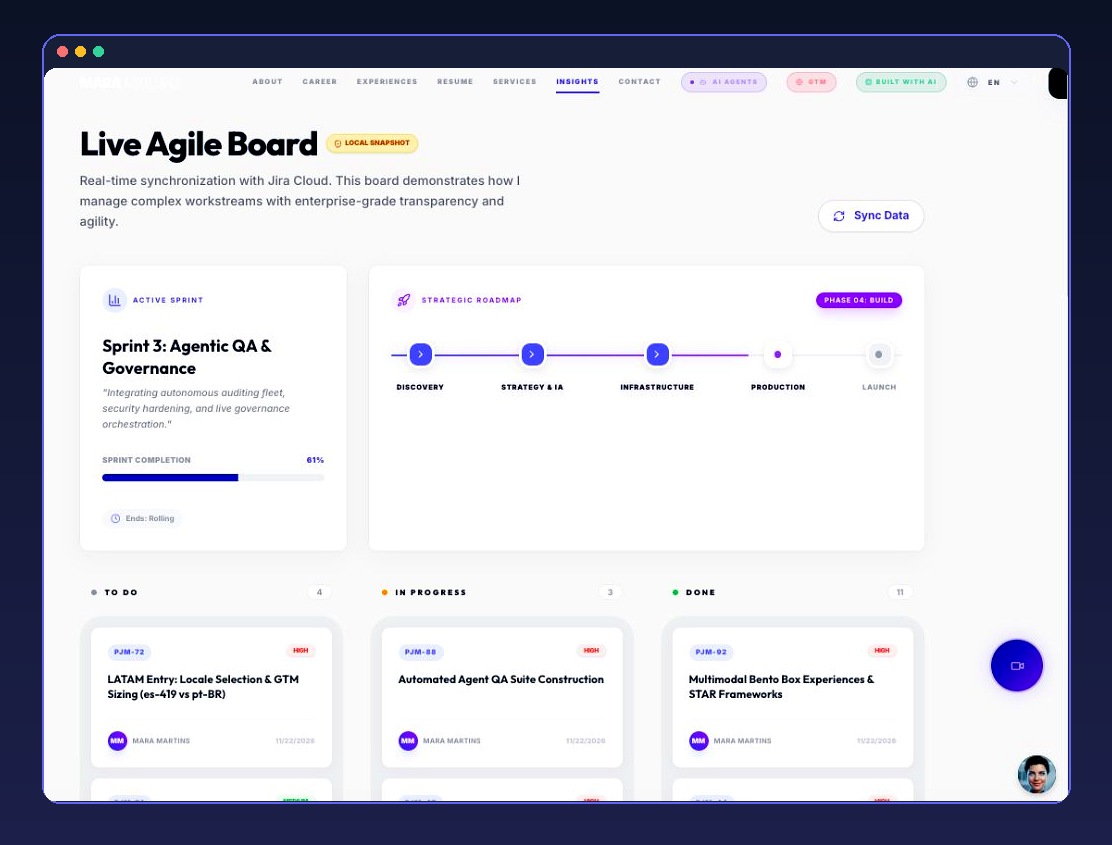 ABOUT
CAREER
EXPERIENCES
RESUME
SERVICES
INSIGHTS
CONTACT
AI AGENTS
GTM
BUILT WITH AI
EN
Live Agile Board
LOCAL SNAPSHOT
Real-time synchronization with Jira Cloud. This board demonstrates how I
manage complex workstreams with enterprise-grade transparency and
agility.
Sync Data
ACTIVE SPRINT
Sprint 3: Agentic QA &
Governance
"Integrating autonomous auditing fleet,
security hardening, and live governance
orchestration."
SPRINT COMPLETION
61%
Ends: Rolling
STRATEGIC ROADMAP
PHASE 04: BUILD
DISCOVERY
STRATEGY & IA
INFRASTRUCTURE
PRODUCTION
LAUNCH
TO DO
4
PJM-72
HIGH
LATAM Entry: Locale Selection & GTM
Sizing (es-419 vs pt-BR)
MM
MARA MARTINS
11/22/2026
IN PROGRESS
3
PJM-88
HIGH
Automated Agent QA Suite Construction
MM
MARA MARTINS
11/22/2026
DONE
11
PJM-92
HIGH
Multimodal Bento Box Experiences &
STAR Frameworks
MM
MARA MARTINS
11/22/2026